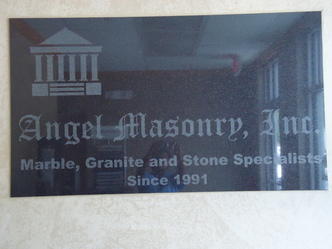 Angel Masonry, Inc.
Marble, Granite and Stone Specialists
Since 1991